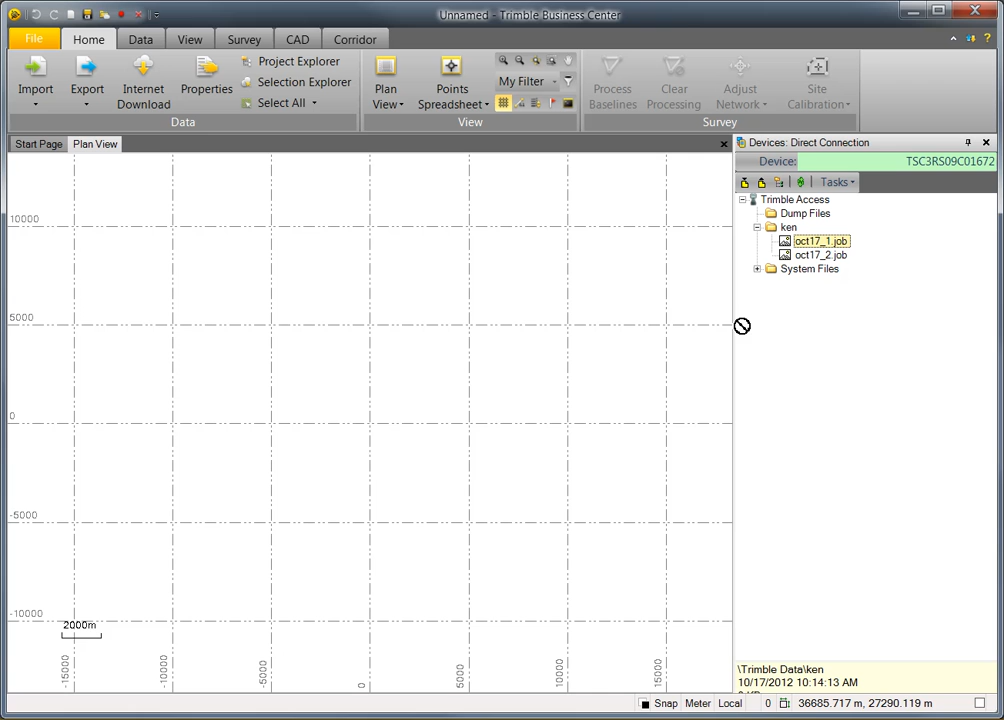 Unnamed - Trimble Business Center
File Home Data View Survey CAD Corridor
Import Export Internet Download Properties Project Explorer Selection Explorer Select All
Data
Plan View Points Spreadsheet My Filter
View
Process Baselines Clear Processing Adjust Network Site Calibration
Survey
Start Page Plan View
Devices: Direct Connection
Device: TSC3RS09C01672
Tasks
Trimble Access
Dump Files
ken
oct17_1.job
oct17_2.job
System Files
10000
5000
0
-5000
-10000
2000m
-15000 -10000 -5000 0 5000 10000 15000
\Trimble Data\ken
10/17/2012 10:14:13 AM
Snap Meter Local 0 36685.717 m, 27290.119 m